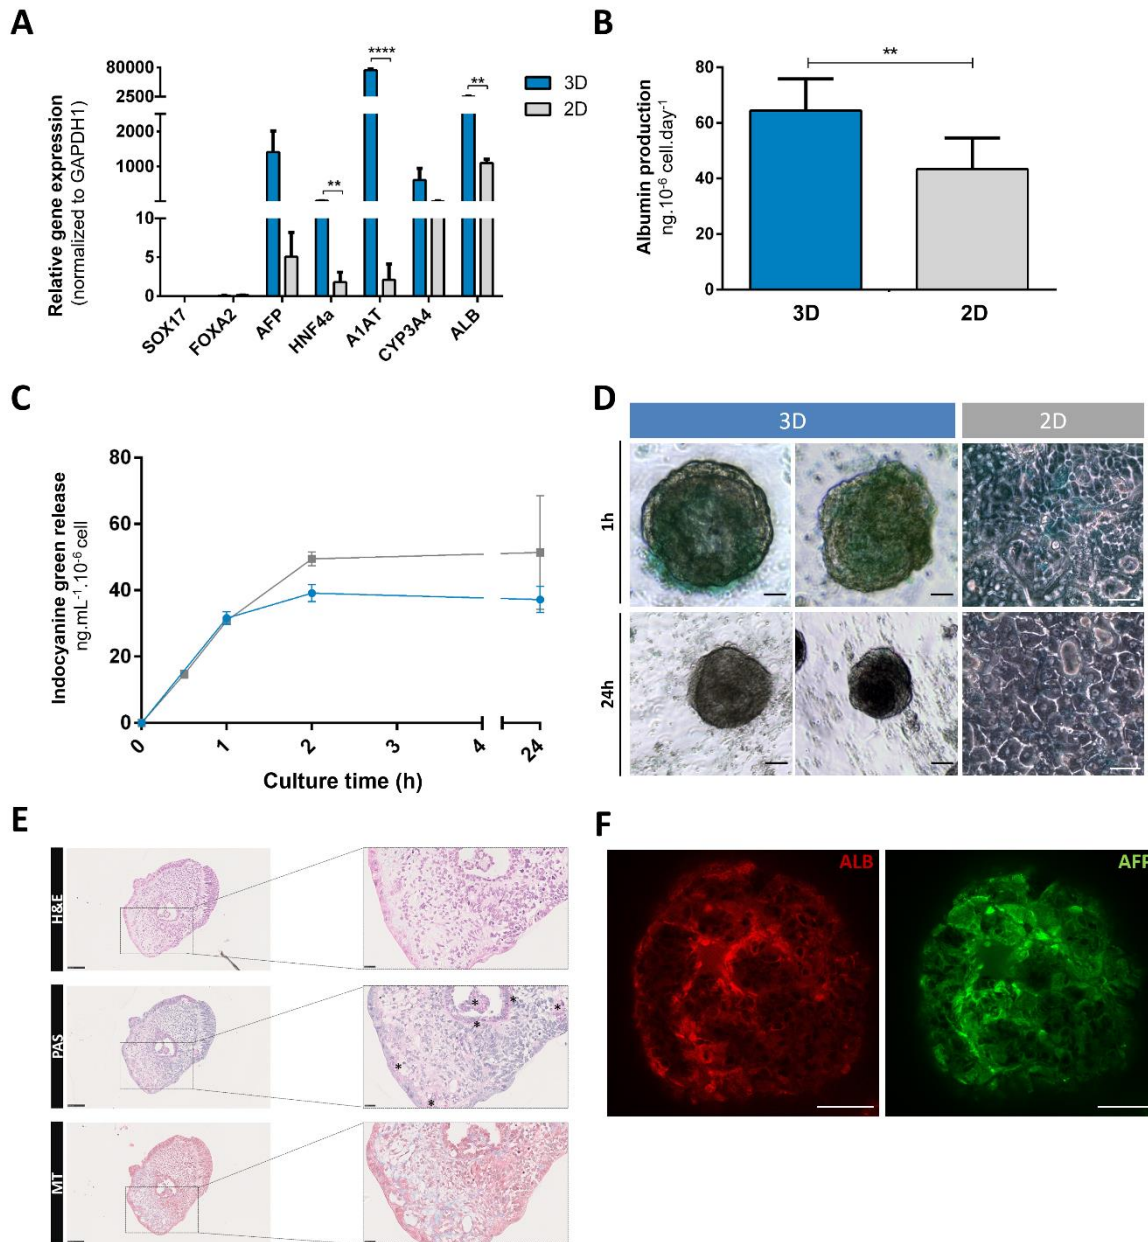 A
Relative gene expression
(normalized to GAPDH1)
80000
2500
2000
1000
10
5
0
****
**
**
3D
2D
SOX17
FOXA2
AFP
HNF4a
A1AT
CYP3A4
ALB
B
Albumin production
ng.10⁻⁶ cell.day⁻¹
80
60
40
20
0
**
3D
2D
C
Indocyanine green release
ng.mL⁻¹.10⁻⁶ cell
80
60
40
20
0
0
1
2
3
4
24
Culture time (h)
D
3D
2D
1h
24h
E
H&E
PAS
*
*
*
*
*
*
MT
F
ALB
AFP